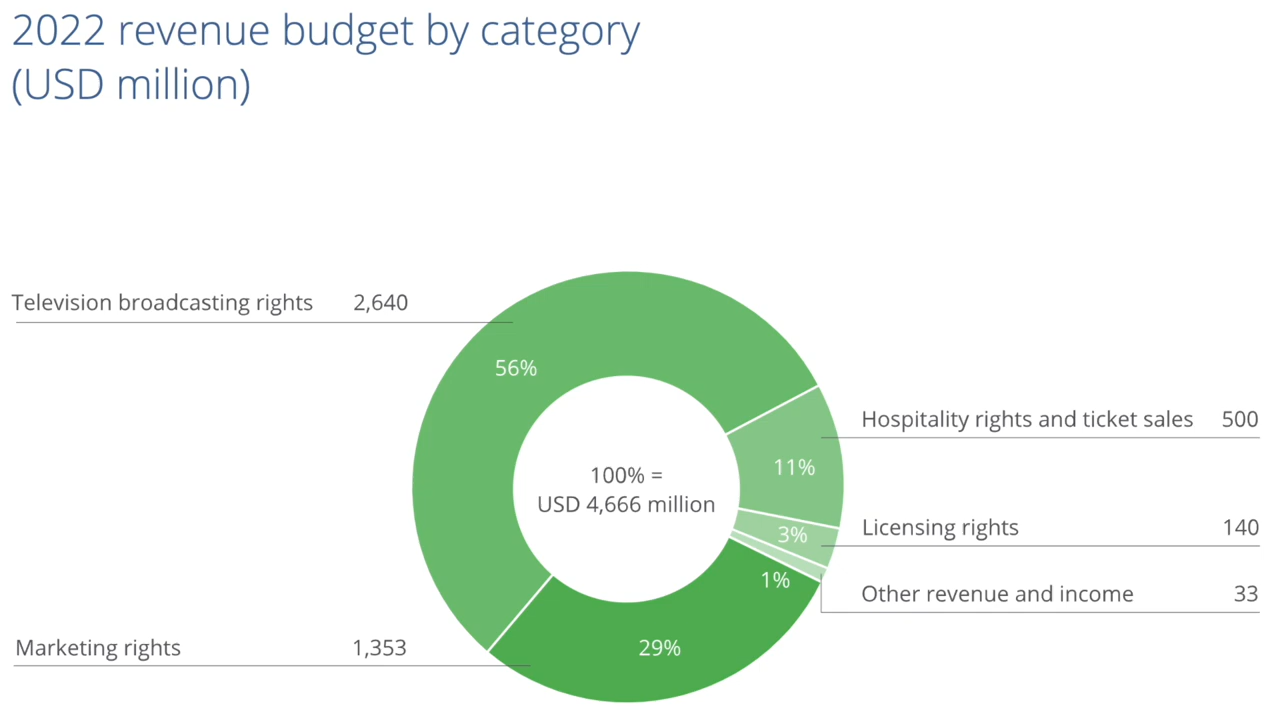 2022 revenue budget by category
(USD million)
Television broadcasting rights 2,640
56%
Hospitality rights and ticket sales 500
11%
100% =
USD 4,666 million
Licensing rights 140
3%
1%
Other revenue and income 33
Marketing rights 1,353
29%